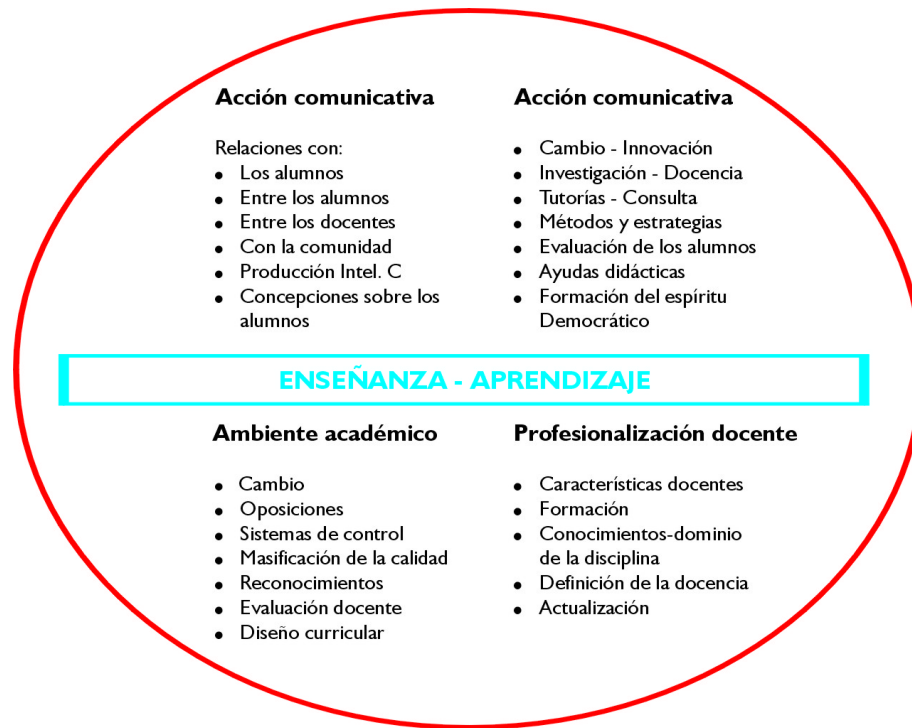 Acción comunicativa
Relaciones con:
• Los alumnos
• Entre los alumnos
• Entre los docentes
• Con la comunidad
• Producción Intel. C
• Concepciones sobre los
alumnos
Acción comunicativa
• Cambio - Innovación
• Investigación - Docencia
• Tutorías - Consulta
• Métodos y estrategias
• Evaluación de los alumnos
• Ayudas didácticas
• Formación del espíritu
Democrático
ENSEÑANZA - APRENDIZAJE
Ambiente académico
• Cambio
• Oposiciones
• Sistemas de control
• Masificación de la calidad
• Reconocimientos
• Evaluación docente
• Diseño curricular
Profesionalización docente
• Características docentes
• Formación
• Conocimientos-dominio
de la disciplina
• Definición de la docencia
• Actualización